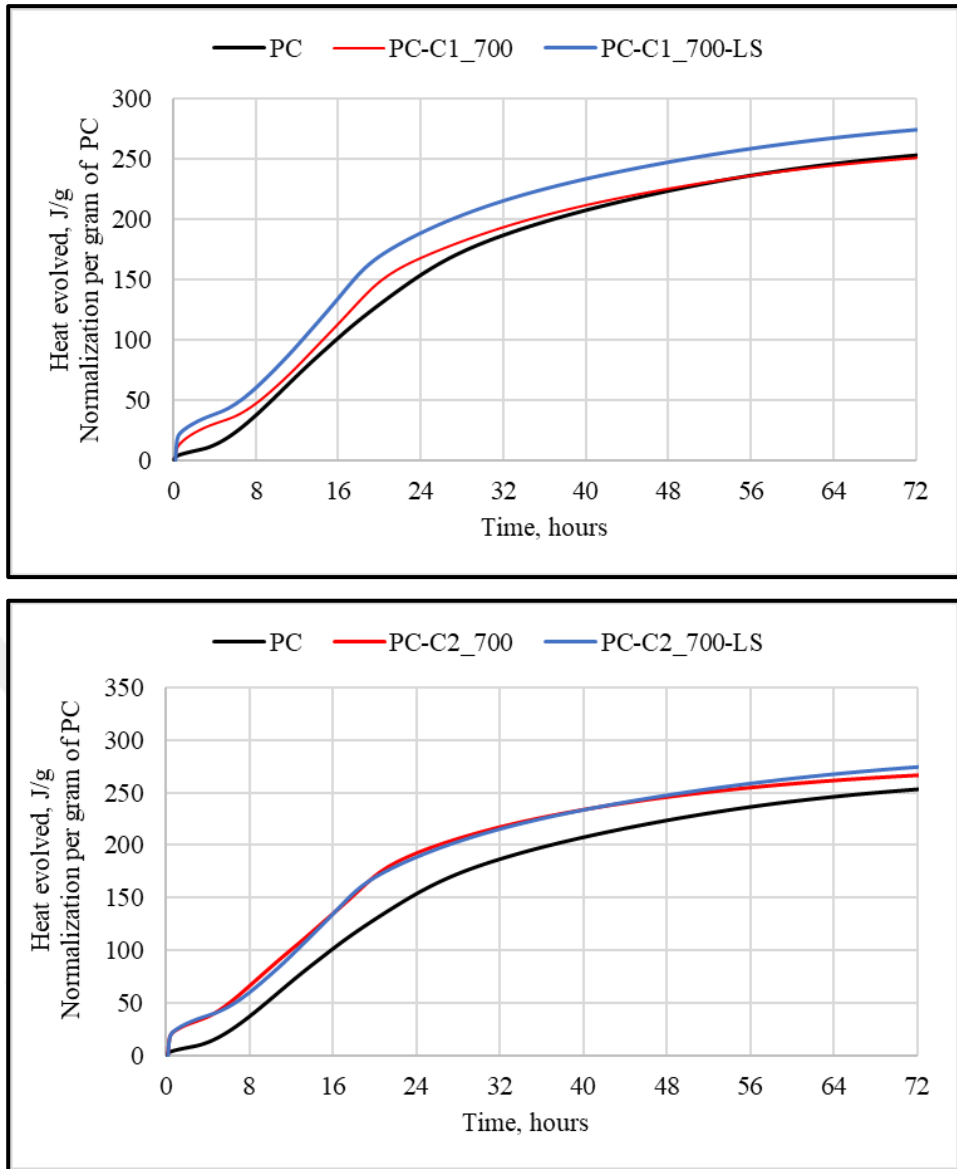 PC PC-C1_700 PC-C1_700-LS
300
250
200
150
100
50
0
Heat evolved, J/g
Normalization per gram of PC
0 8 16 24 32 40 48 56 64 72
Time, hours
PC PC-C2_700 PC-C2_700-LS
350
300
250
200
150
100
50
0
Heat evolved, J/g
Normalization per gram of PC
0 8 16 24 32 40 48 56 64 72
Time, hours